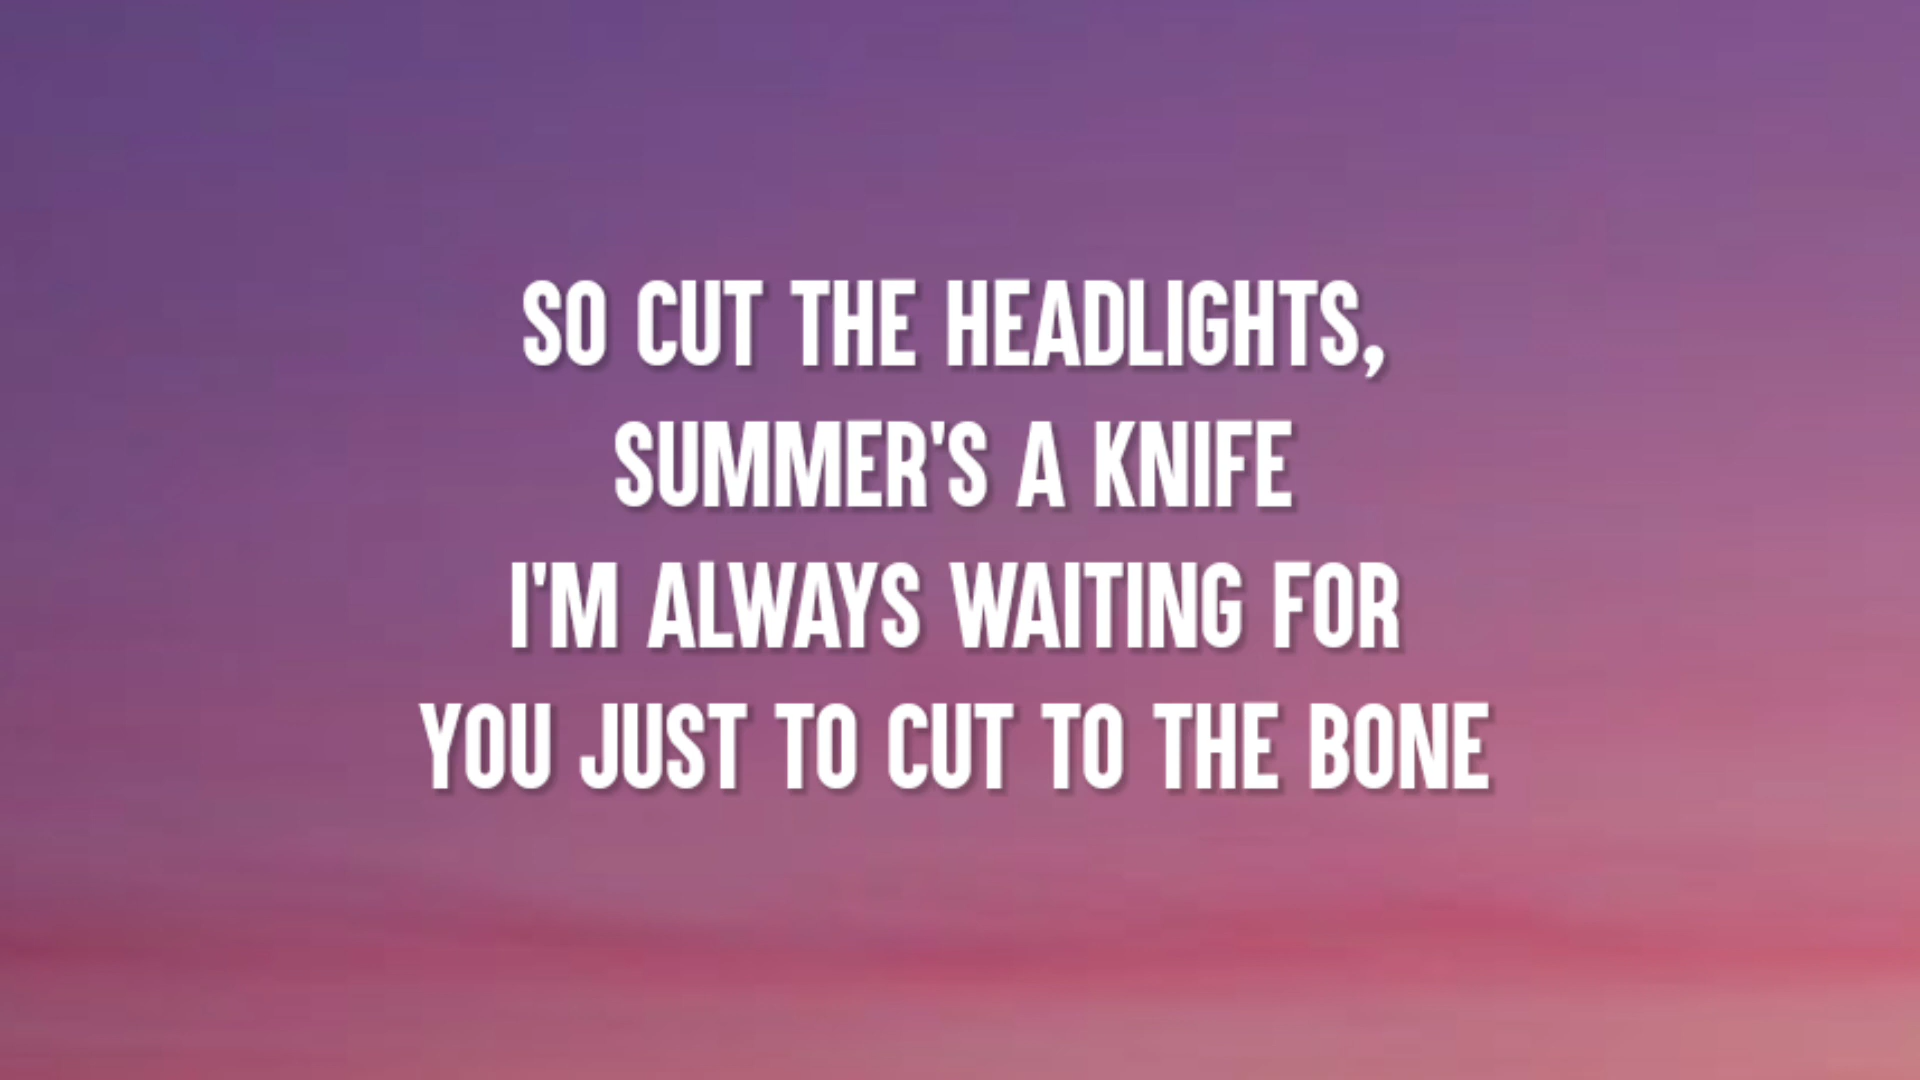 SO CUT THE HEADLIGHTS,
SUMMER'S A KNIFE
I'M ALWAYS WAITING FOR
YOU JUST TO CUT TO THE BONE